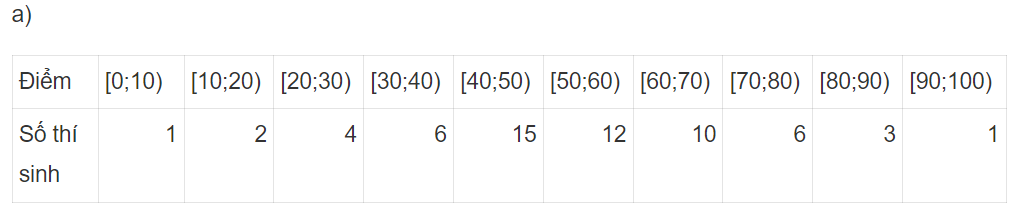 a)
Điểm [0;10) [10;20) [20;30) [30;40) [40;50) [50;60) [60;70) [70;80) [80;90) [90;100)
Số thí 1 2 4 6 15 12 10 6 3 1
sinh